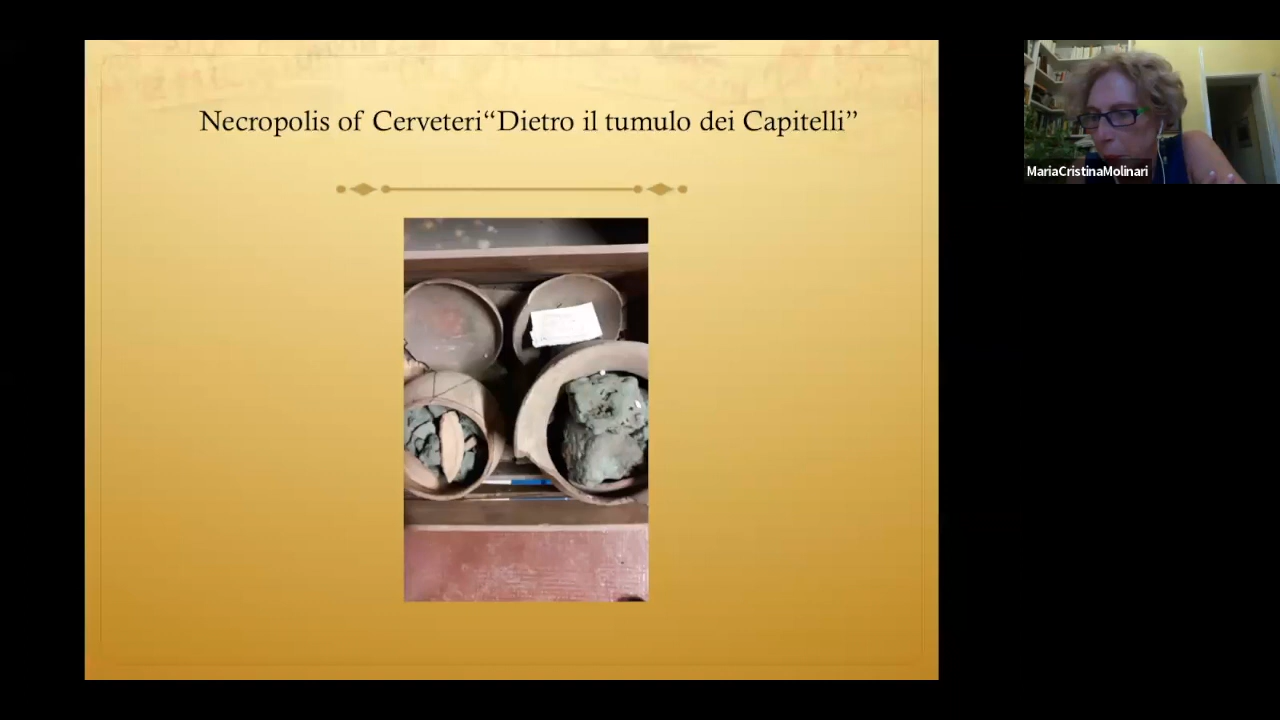 Necropolis of Cerveteri“Dietro il tumulo dei Capitelli”
MariaCristinaMolinari